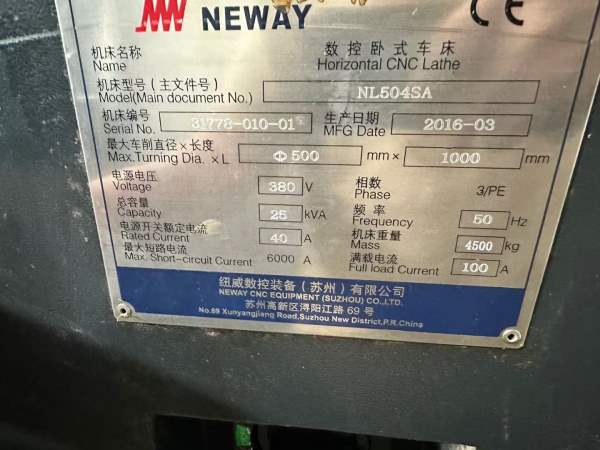 NEWAY CE
机床名称 数控卧式车床
Name Horizontal CNC Lathe
机床型号(主文件号)
Model(Main document No.) NL504SA
机床编号 生产日期
Serial No. 31778-010-01 MFG Date 2016-03
最大车削直径×长度
Max.Turning Dia. ×L Φ500 mm× 1000 mm
电源电压 相数
Voltage 380 V Phase 3/PE
总容量 频率
Capacity 25 kVA Frequency 50 Hz
电源开关额定电流 机床重量
Rated Current 40 A Mass 4500 kg
最大短路电流 满载电流
Max. Short-circuit Current 6000 A Full load Current 100 A
纽威数控装备(苏州)有限公司
NEWAY CNC EQUIPMENT (SUZHOU) CO.,LTD.
苏州高新区浔阳江路 69 号
No.69 Xunyangjiang Road,Suzhou New District,P.R.China